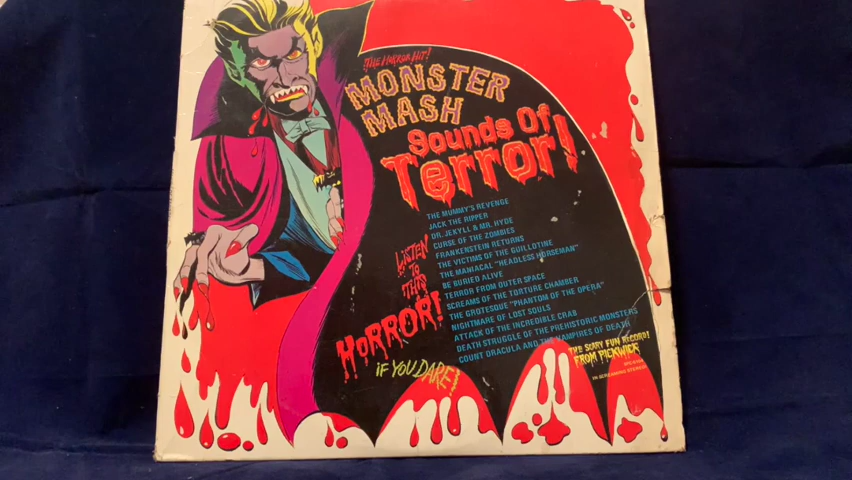 THE HORROR HIT!
MONSTER
MASH
Sounds Of
Terror!
THE MUMMY'S REVENGE
JACK THE RIPPER
DR. JEKYLL & MR. HYDE
CURSE OF THE ZOMBIES
FRANKENSTEIN RETURNS
THE VICTIMS OF THE GUILLOTINE
THE MANIACAL "HEADLESS HORSEMAN"
BE BURIED ALIVE
TERROR FROM OUTER SPACE
SCREAMS OF THE TORTURE CHAMBER
THE GROTESQUE "PHANTOM OF THE OPERA"
NIGHTMARE OF LOST SOULS
ATTACK OF THE INCREDIBLE CRAB
DEATH STRUGGLE OF THE PREHISTORIC MONSTERS
COUNT DRACULA AND THE VAMPIRES OF DEATH
LISTEN
TO
THIS
HORROR!
iF YOU DARE!
THE SCARY FUN RECORD!
FROM PICKWICK
IN SCREAMING STEREO